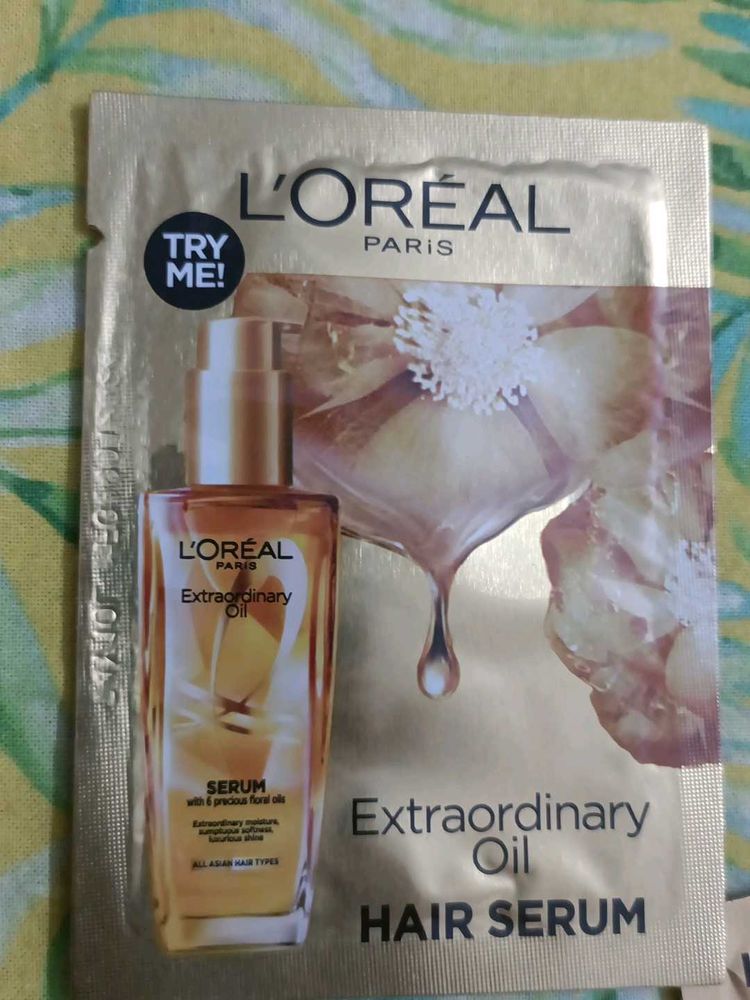 L'ORÉAL
PARiS
TRY
ME!
L'ORÉAL
PARIS
Extraordinary
Oil
SERUM
with 6 precious floral oils
Extraordinary moisture,
sumptuous softness,
luxurious shine
ALL ASIAN HAIR TYPES
Extraordinary
Oil
HAIR SERUM